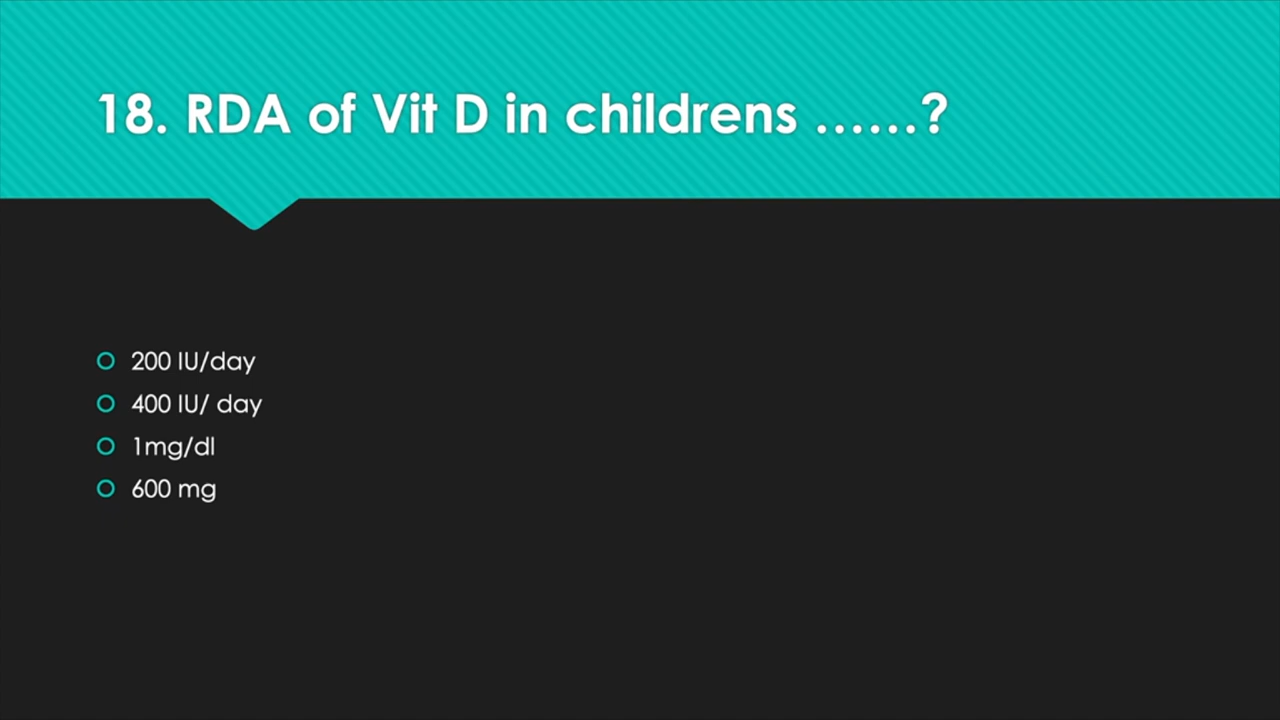 18. RDA of Vit D in childrens ......?
200 IU/day
400 IU/ day
1mg/dl
600 mg